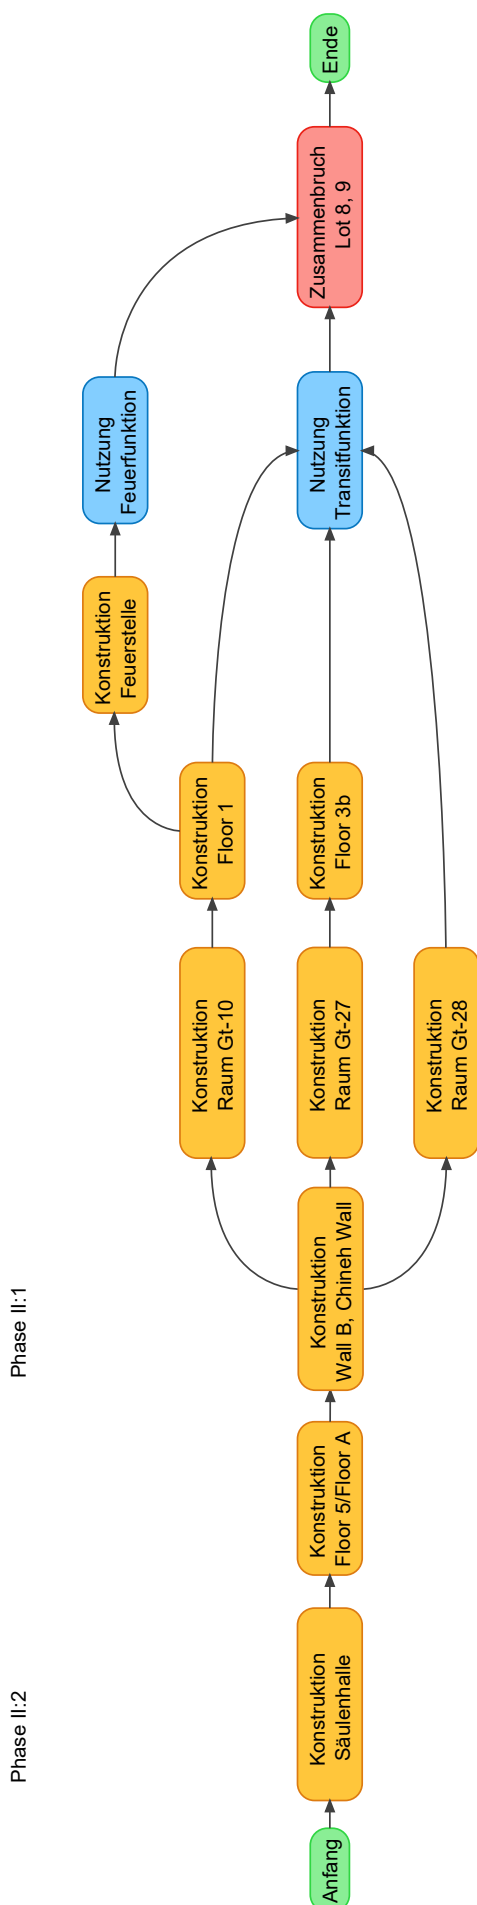 Phase II:2
Phase II:1
Anfang
Konstruktion
Säulenhalle
Konstruktion
Floor 5/Floor A
Konstruktion
Wall B, Chineh Wall
Konstruktion
Raum Gt-10
Konstruktion
Raum Gt-27
Konstruktion
Raum Gt-28
Konstruktion
Floor 1
Konstruktion
Floor 3b
Konstruktion
Feuerstelle
Nutzung
Feuerfunktion
Nutzung
Transitfunktion
Zusammenbruch
Lot 8, 9
Ende